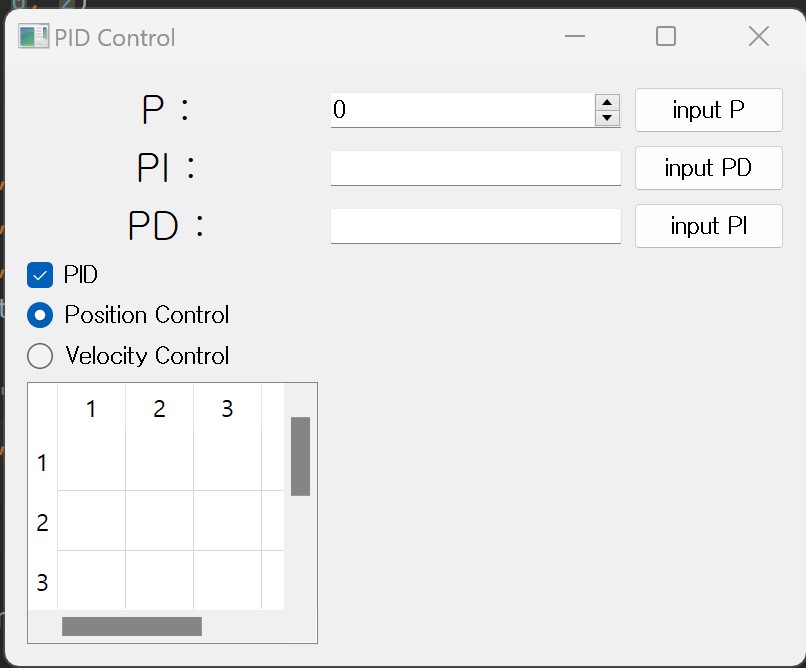 PID Control
P : 0 input P
PI : input PD
PD : input PI
PID
Position Control
Velocity Control
1 2 3
1
2
3